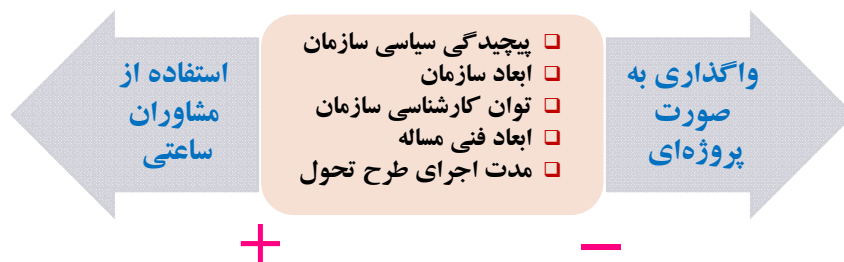 واگذاری به
صورت
پروژه‌ای
❑ پیچیدگی سیاسی سازمان
❑ ابعاد سازمان
❑ توان کارشناسی سازمان
❑ ابعاد فنی مساله
❑ مدت اجرای طرح تحول
استفاده از
مشاوران
ساعتی
− +